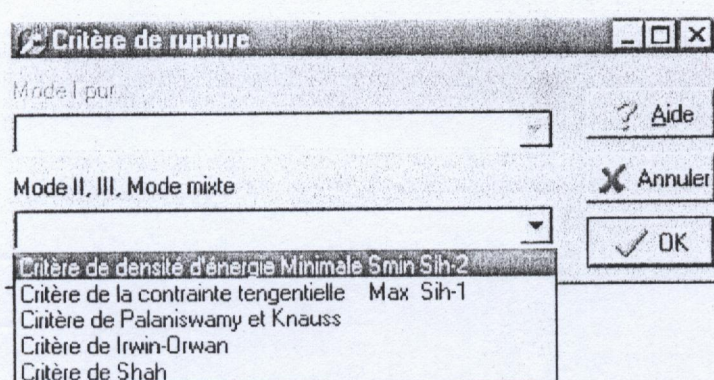 Critère de rupture
Mode I pur
? Aide
Mode II, III, Mode mixte
Annuler
OK
Critère de densité d'énergie Minimale Smin Sih-2
Critère de la contrainte tengentielle Max Sih-1
Ciritère de Palaniswamy et Knauss
Critère de Irwin-Orwan
Critère de Shah